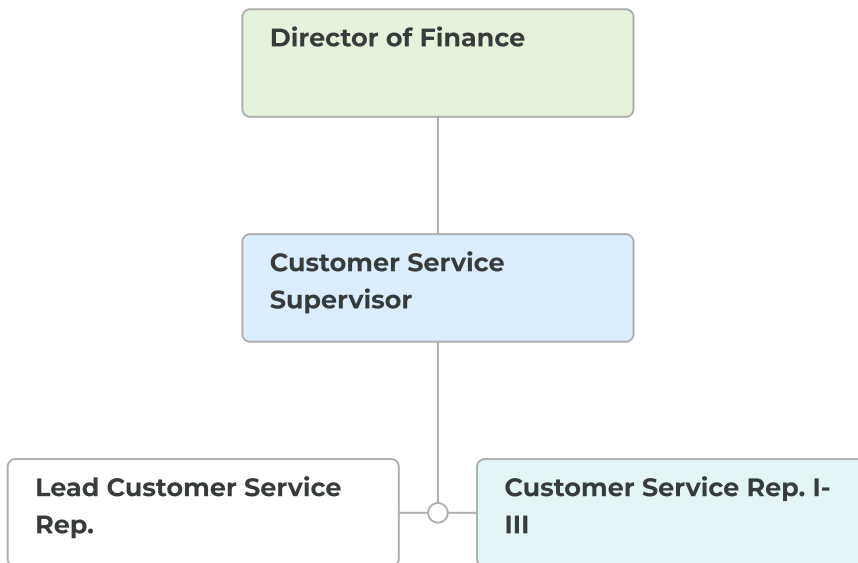 Director of Finance
Customer Service
Supervisor
Lead Customer Service
Rep.
Customer Service Rep. I-
III